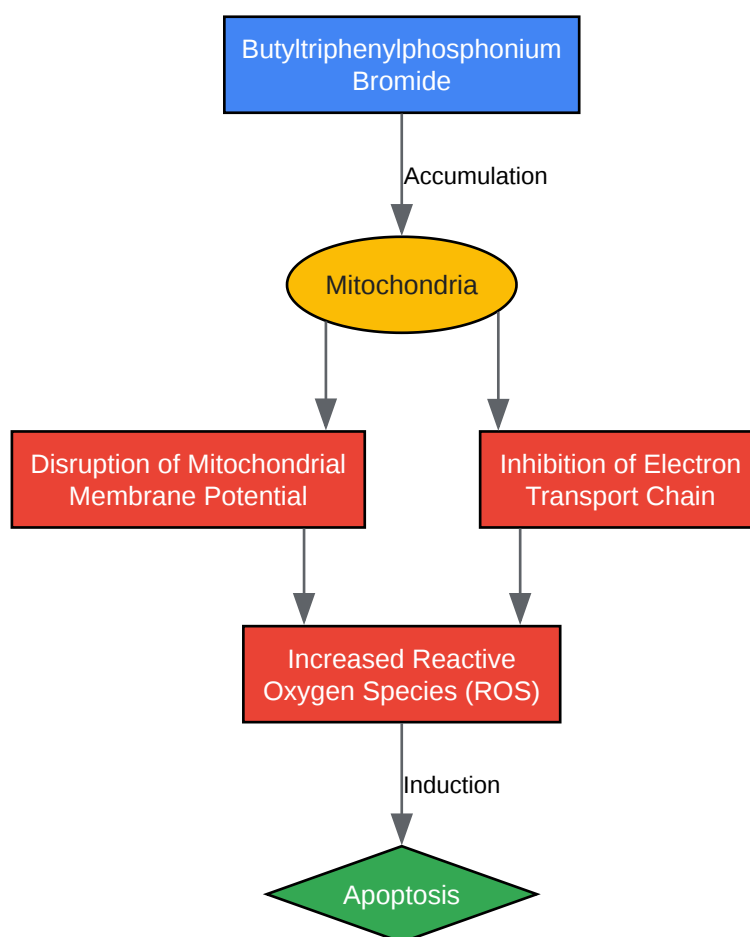 Butyltriphenylphosphonium
Bromide
Accumulation
Mitochondria
Disruption of Mitochondrial
Membrane Potential
Inhibition of Electron
Transport Chain
Increased Reactive
Oxygen Species (ROS)
Induction
Apoptosis